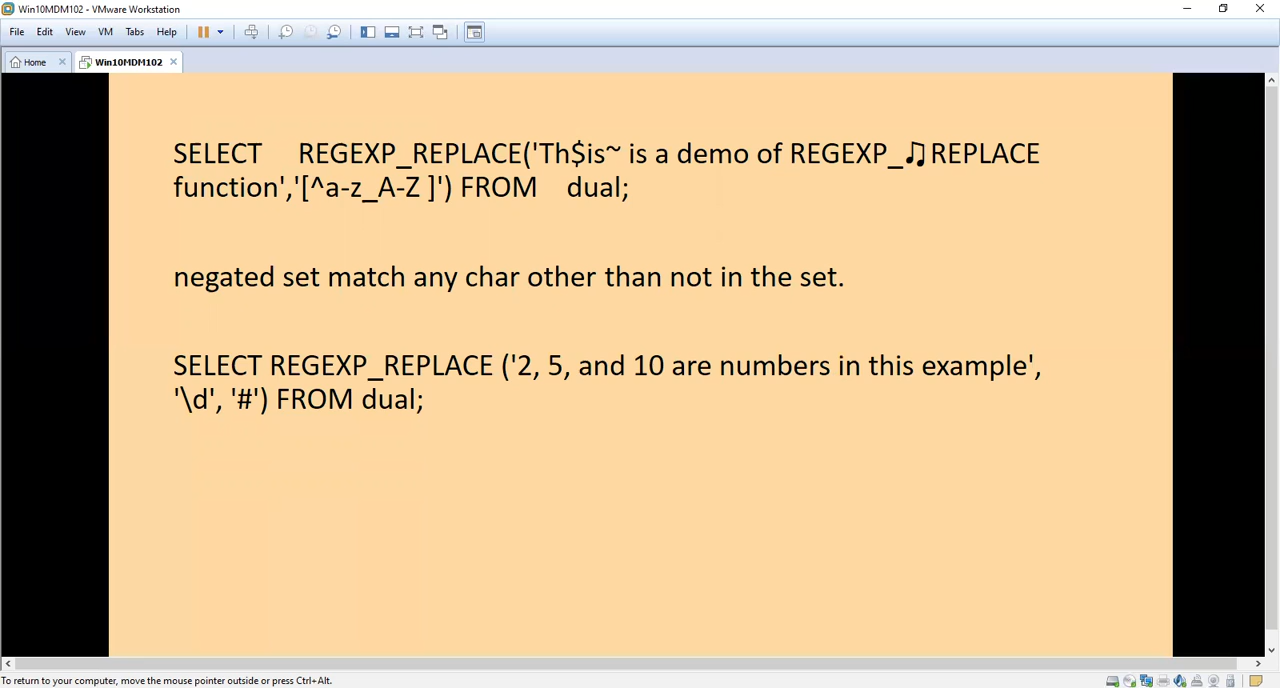 Win10MDM102 - VMware Workstation
File Edit View VM Tabs Help
Home Win10MDM102
SELECT REGEXP_REPLACE('Th$is~ is a demo of REGEXP_♫REPLACE
function','[^a-z_A-Z ]') FROM dual;
negated set match any char other than not in the set.
SELECT REGEXP_REPLACE ('2, 5, and 10 are numbers in this example',
'\d', '#') FROM dual;
To return to your computer, move the mouse pointer outside or press Ctrl+Alt.